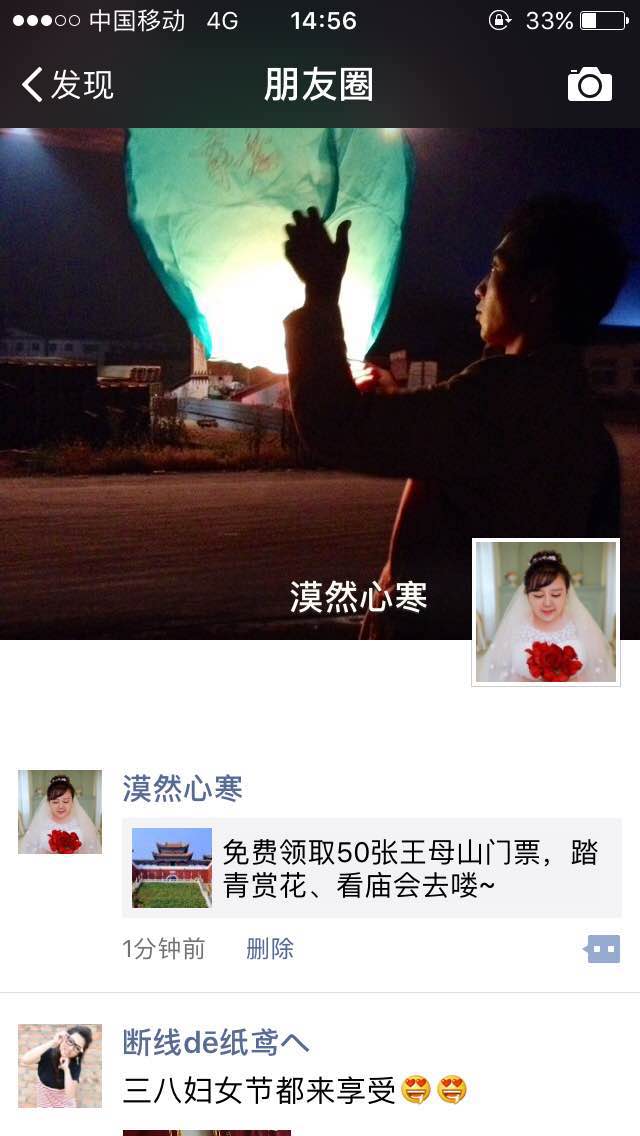 中国移动 4G 14:56 33%
发现 朋友圈
漠然心寒
漠然心寒
免费领取50张王母山门票，踏
青赏花、看庙会去喽~
1分钟前 删除
断线dē纸鸢へ
三八妇女节都来享受😍😍